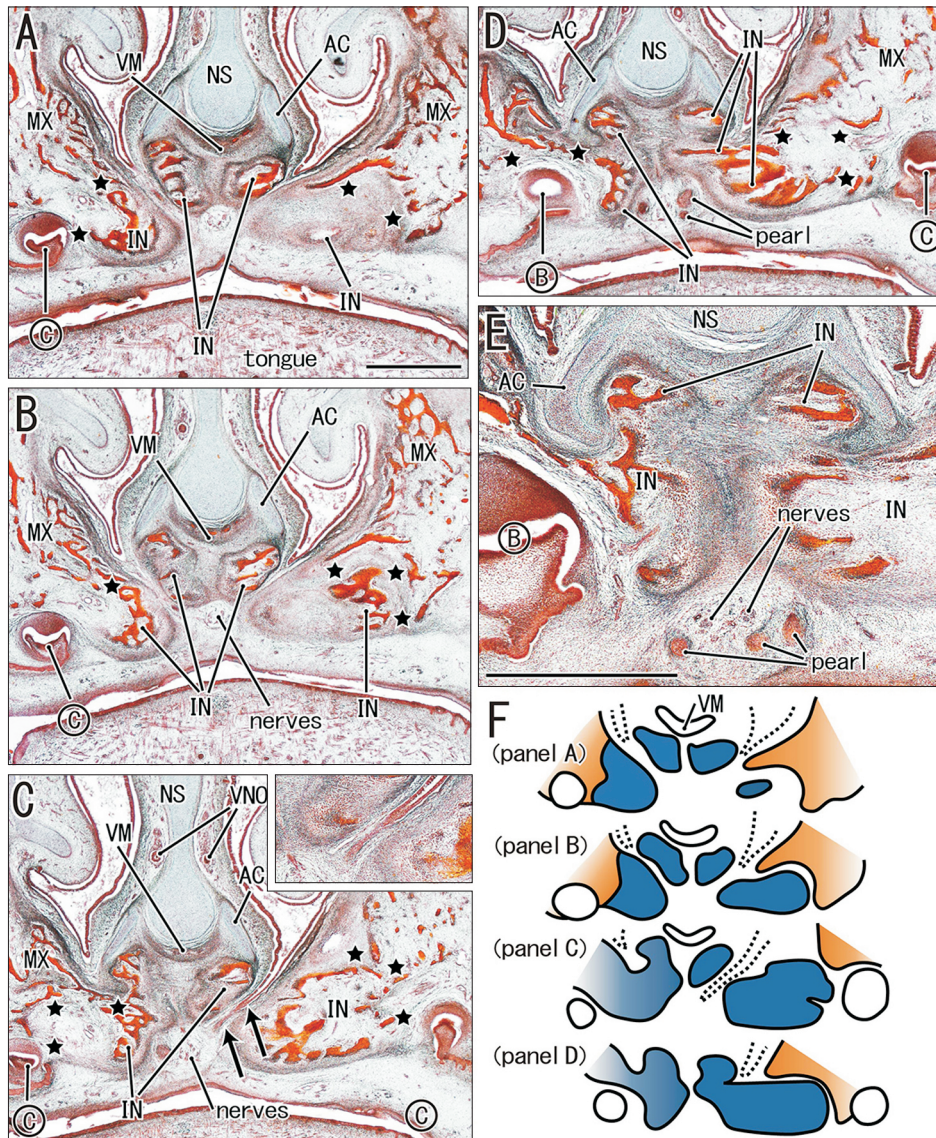 A
VM
NS
AC
MX
MX
IN
IN
IN
tongue
C
B
VM
AC
MX
MX
IN
nerves
IN
C
C
NS
VNO
VM
AC
MX
IN
IN
nerves
C
C
D
AC
NS
IN
MX
pearl
IN
B
C
E
NS
IN
AC
IN
IN
nerves
B
pearl
F
VM
(panel A)
(panel B)
(panel C)
(panel D)